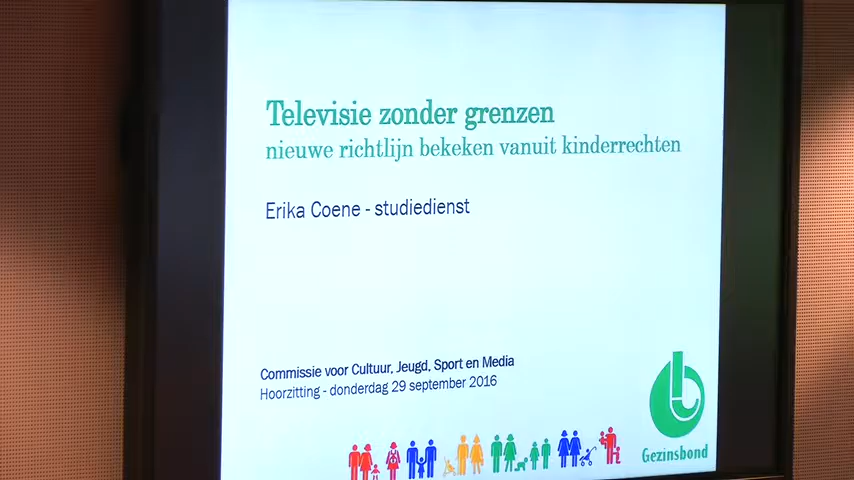 Televisie zonder grenzen
nieuwe richtlijn bekeken vanuit kinderrechten
Erika Coene - studiedienst
Commissie voor Cultuur, Jeugd, Sport en Media
Hoorzitting - donderdag 29 september 2016
Gezinsbond